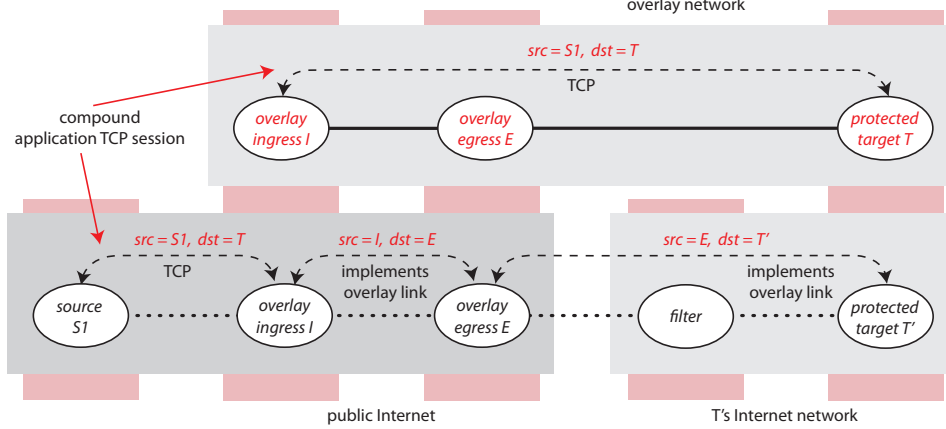 overlay network
src = S1, dst = T
TCP
compound
application TCP session
overlay
ingress I
overlay
egress E
protected
target T
src = S1, dst = T
TCP
src = I, dst = E
implements
overlay link
src = E, dst = T'
implements
overlay link
source
S1
overlay
ingress I
overlay
egress E
filter
protected
target T'
public Internet
T's Internet network